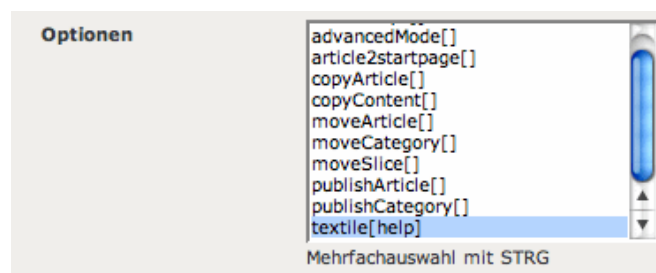 Optionen
advancedMode[]
article2startpage[]
copyArticle[]
copyContent[]
moveArticle[]
moveCategory[]
moveSlice[]
publishArticle[]
publishCategory[]
textile[help]
Mehrfachauswahl mit STRG